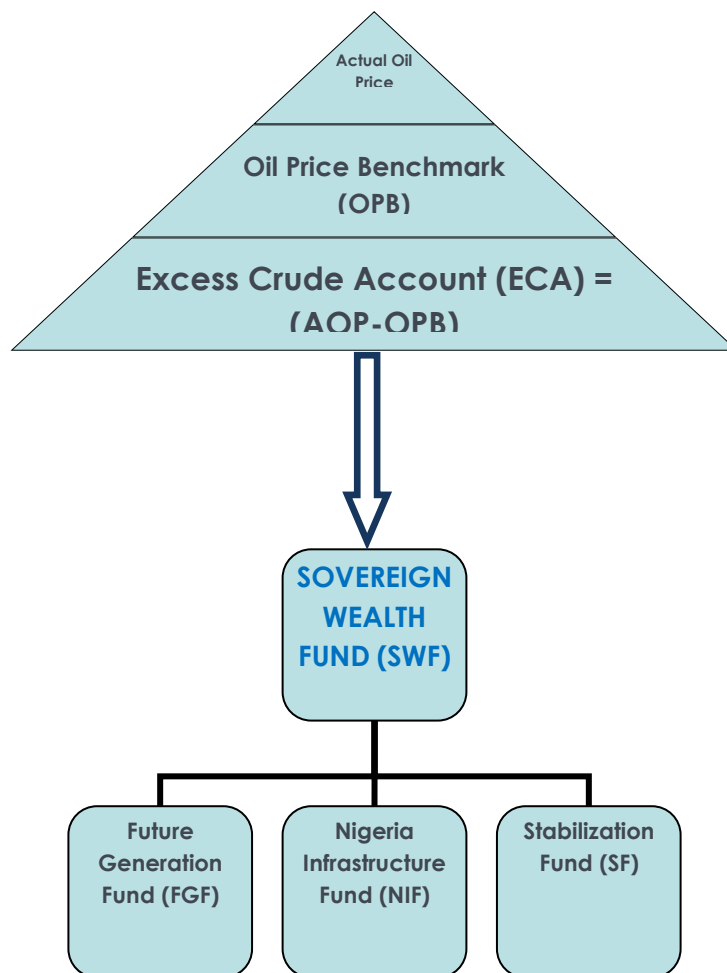 Actual Oil
Price
Oil Price Benchmark
(OPB)
Excess Crude Account (ECA) =
(AOP-OPB)
SOVEREIGN
WEALTH
FUND (SWF)
Future
Generation
Fund (FGF)
Nigeria
Infrastructure
Fund (NIF)
Stabilization
Fund (SF)